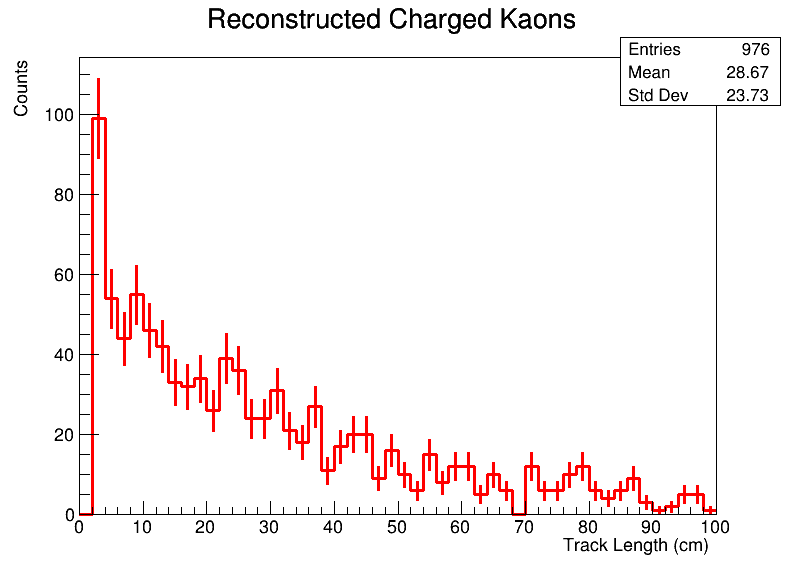 Reconstructed Charged Kaons
Entries 976
Mean 28.67
Std Dev 23.73
Counts
100
80
60
40
20
0
0 10 20 30 40 50 60 70 80 90 100
Track Length (cm)